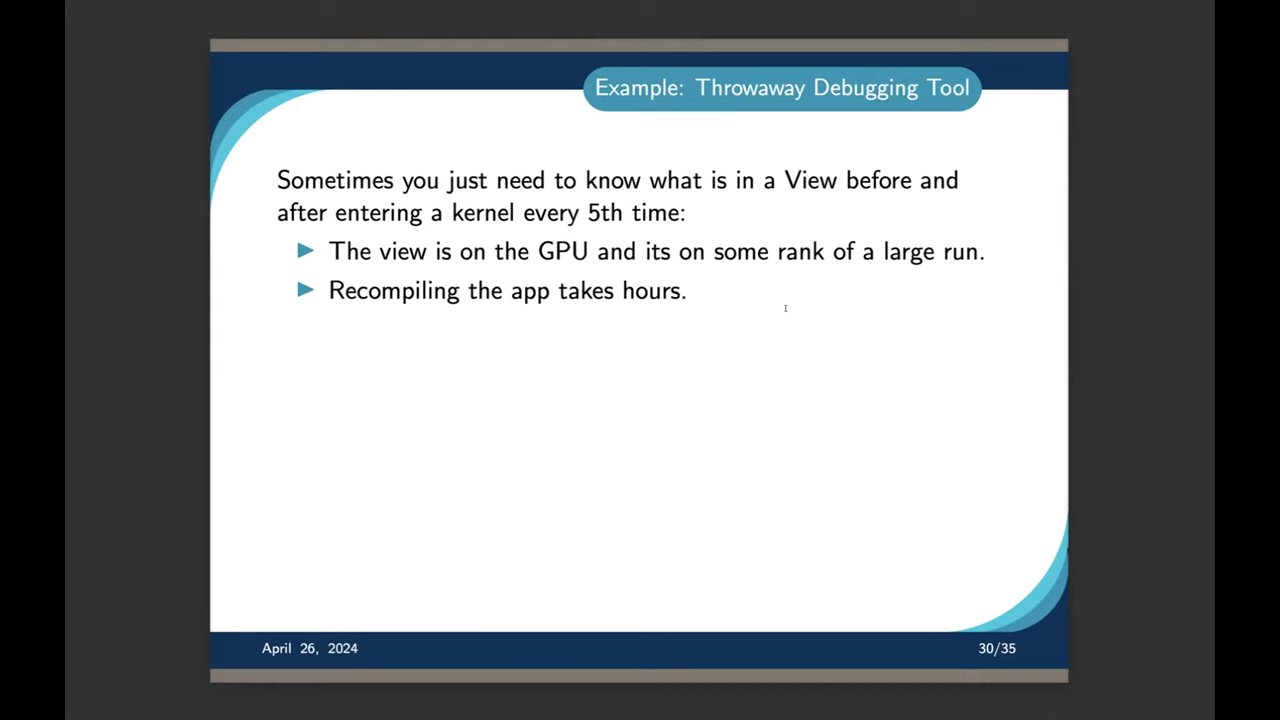 Example: Throwaway Debugging Tool
Sometimes you just need to know what is in a View before and
after entering a kernel every 5th time:
▶ The view is on the GPU and its on some rank of a large run.
▶ Recompiling the app takes hours.
April 26, 2024
30/35